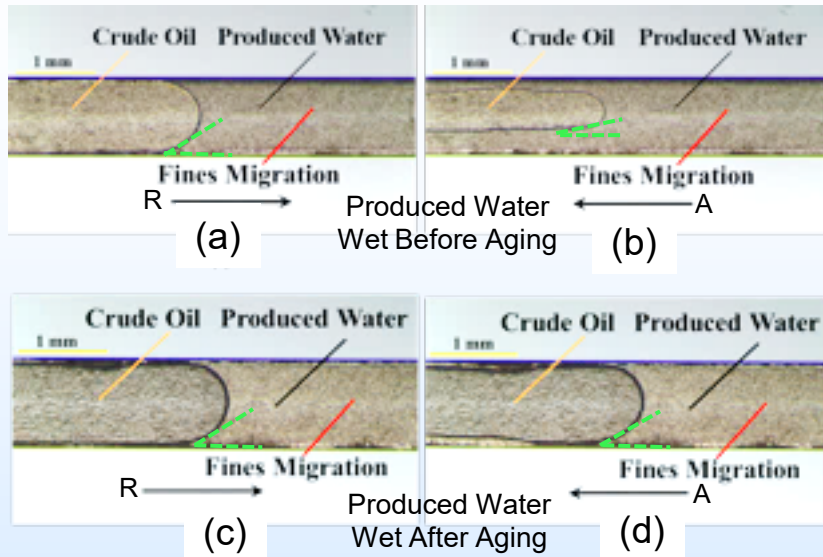 Crude Oil Produced Water
1 mm
Fines Migration
R
(a)
Crude Oil Produced Water
1 mm
Fines Migration
A
(b)
Produced Water
Wet Before Aging
Crude Oil Produced Water
1 mm
Fines Migration
R
(c)
Crude Oil Produced Water
1 mm
Fines Migration
A
(d)
Produced Water
Wet After Aging